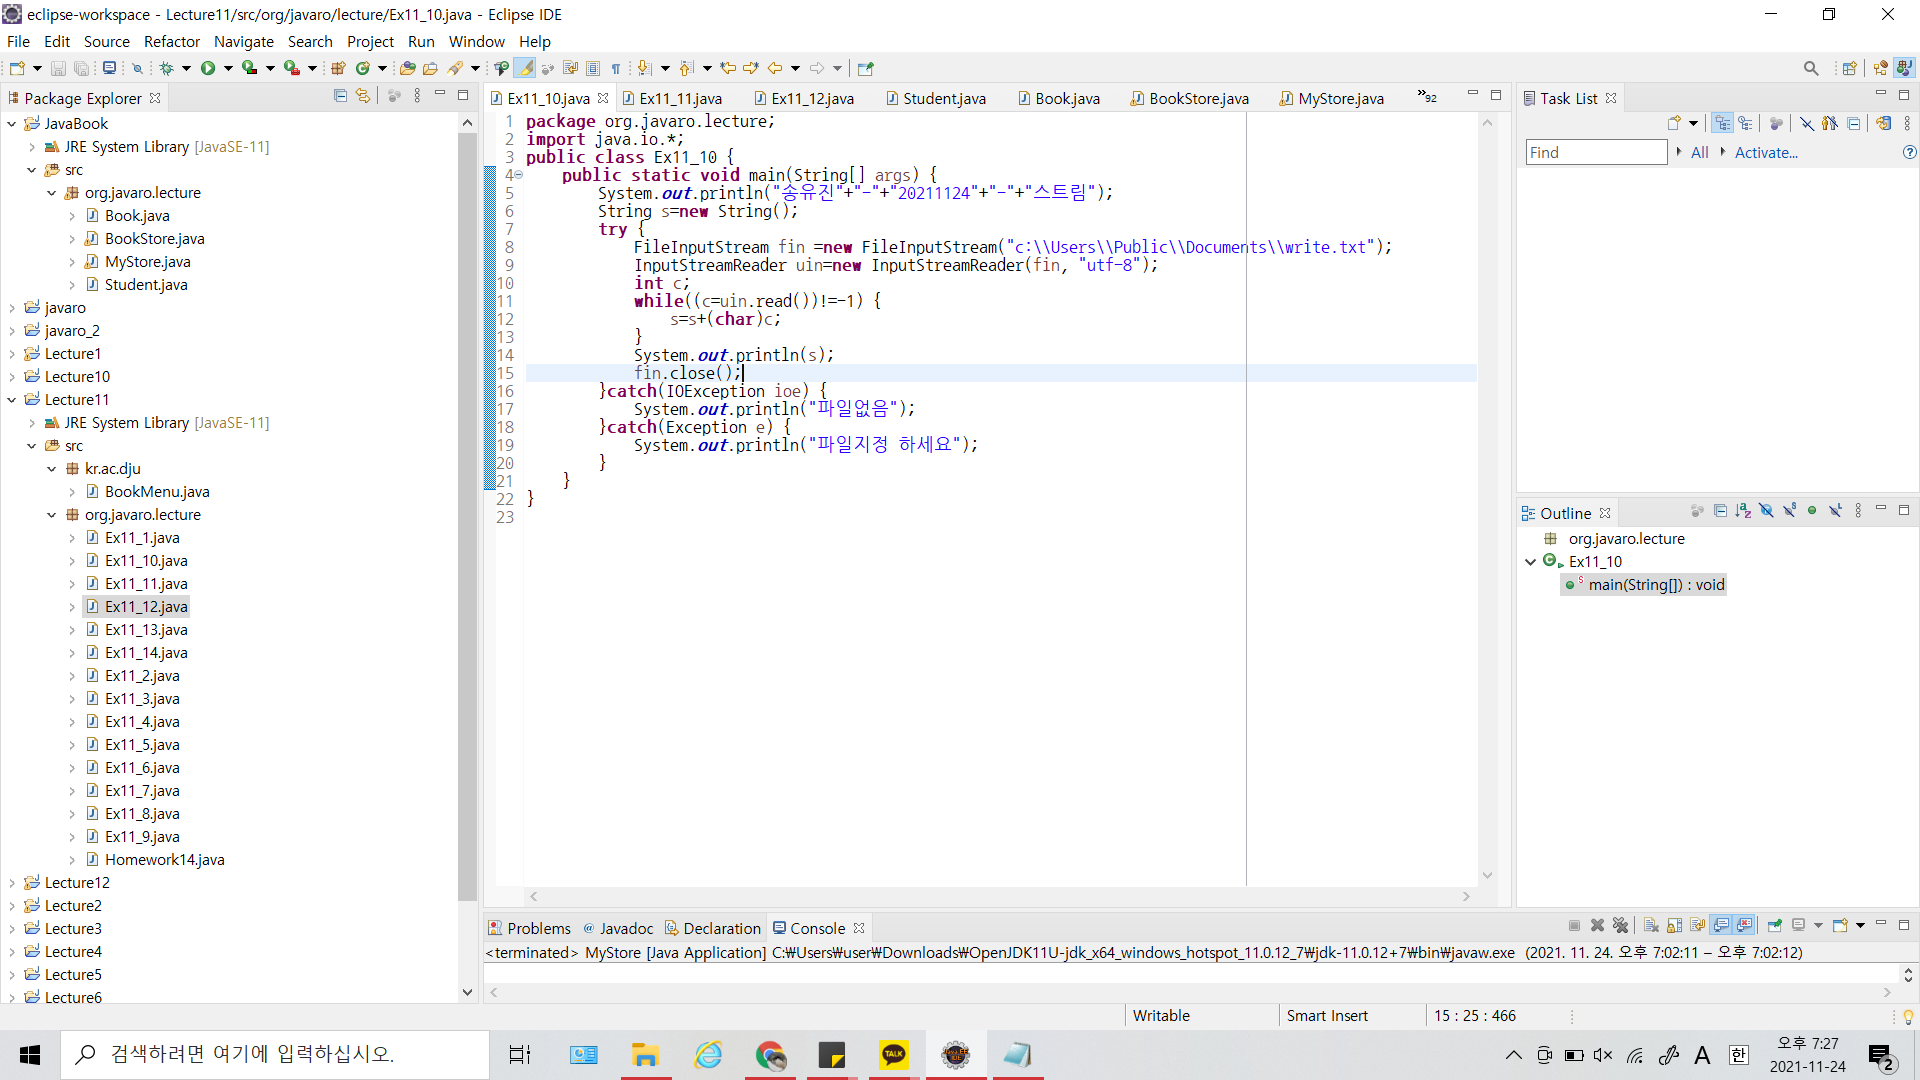 eclipse-workspace - Lecture11/src/org/javaro/lecture/Ex11_10.java - Eclipse IDE
File Edit Source Refactor Navigate Search Project Run Window Help
Package Explorer
JavaBook
JRE System Library [JavaSE-11]
src
org.javaro.lecture
Book.java
BookStore.java
MyStore.java
Student.java
javaro
javaro_2
Lecture1
Lecture10
Lecture11
JRE System Library [JavaSE-11]
src
kr.ac.dju
BookMenu.java
org.javaro.lecture
Ex11_1.java
Ex11_10.java
Ex11_11.java
Ex11_12.java
Ex11_13.java
Ex11_14.java
Ex11_2.java
Ex11_3.java
Ex11_4.java
Ex11_5.java
Ex11_6.java
Ex11_7.java
Ex11_8.java
Ex11_9.java
Homework14.java
Lecture12
Lecture2
Lecture3
Lecture4
Lecture5
Lecture6
Ex11_10.java Ex11_11.java Ex11_12.java Student.java Book.java BookStore.java MyStore.java »92
1 package org.javaro.lecture;
2 import java.io.*;
3 public class Ex11_10 {
4 public static void main(String[] args) {
5 System.out.println("송유진"+"-"+"20211124"+"-"+"스트림");
6 String s=new String();
7 try {
8 FileInputStream fin =new FileInputStream("c:\\Users\\Public\\Documents\\write.txt");
9 InputStreamReader uin=new InputStreamReader(fin, "utf-8");
10 int c;
11 while((c=uin.read())!=-1) {
12 s=s+(char)c;
13 }
14 System.out.println(s);
15 fin.close();
16 }catch(IOException ioe) {
17 System.out.println("파일없음");
18 }catch(Exception e) {
19 System.out.println("파일지정 하세요");
20 }
21 }
22 }
23
Task List
Find All Activate...
Outline
org.javaro.lecture
Ex11_10
main(String[]) : void
Problems @ Javadoc Declaration Console
<terminated> MyStore [Java Application] C:₩Users₩user₩Downloads₩OpenJDK11U-jdk_x64_windows_hotspot_11.0.12_7₩jdk-11.0.12+7₩bin₩javaw.exe (2021. 11. 24. 오후 7:02:11 – 오후 7:02:12)
Writable Smart Insert 15 : 25 : 466
검색하려면 여기에 입력하십시오.
TALK
A 한
오후 7:27
2021-11-24
2